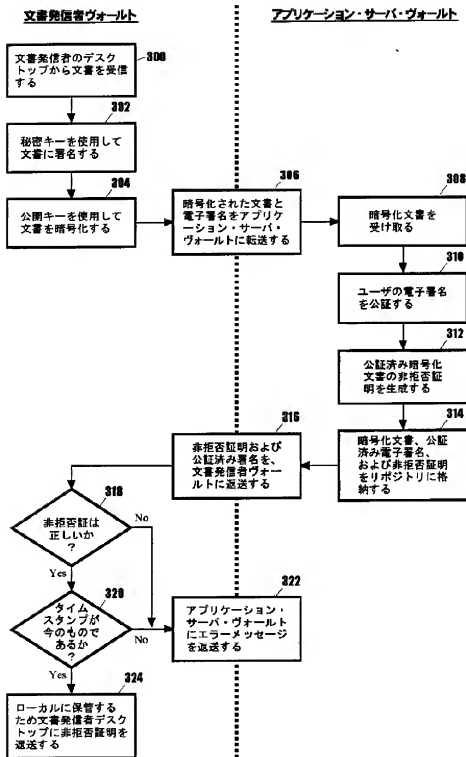 文書発信者ヴォールト
アプリケーション・サーバ・ヴォールト
300
文書発信者のデスク
トップから文書を受信
する
302
秘密キーを使用して
文書に署名する
304
公開キーを使用して
文書を暗号化する
306
暗号化された文書と
電子署名をアプリケ
ーション・サーバ・
ヴォールトに転送する
308
暗号化文書を
受け取る
310
ユーザの電子署名
を公証する
312
公証済み暗号化
文書の非拒否証
明を生成する
314
暗号化文書、公証
済み電子署名、
および非拒否証明
をリポジトリに格
納する
316
非拒否証明および
公証済み署名を、
文書発信者ヴォー
ルトに返送する
318
非拒否証は
正しいか
?
No
Yes
320
タイム
スタンプが
今のもので
あるか
?
No
Yes
322
アプリケーション・
サーバ・ヴォールト
にエラーメッセージ
を返送する
324
ローカルに保管する
ため文書発信者デスク
トップに非拒否証明を
返送する